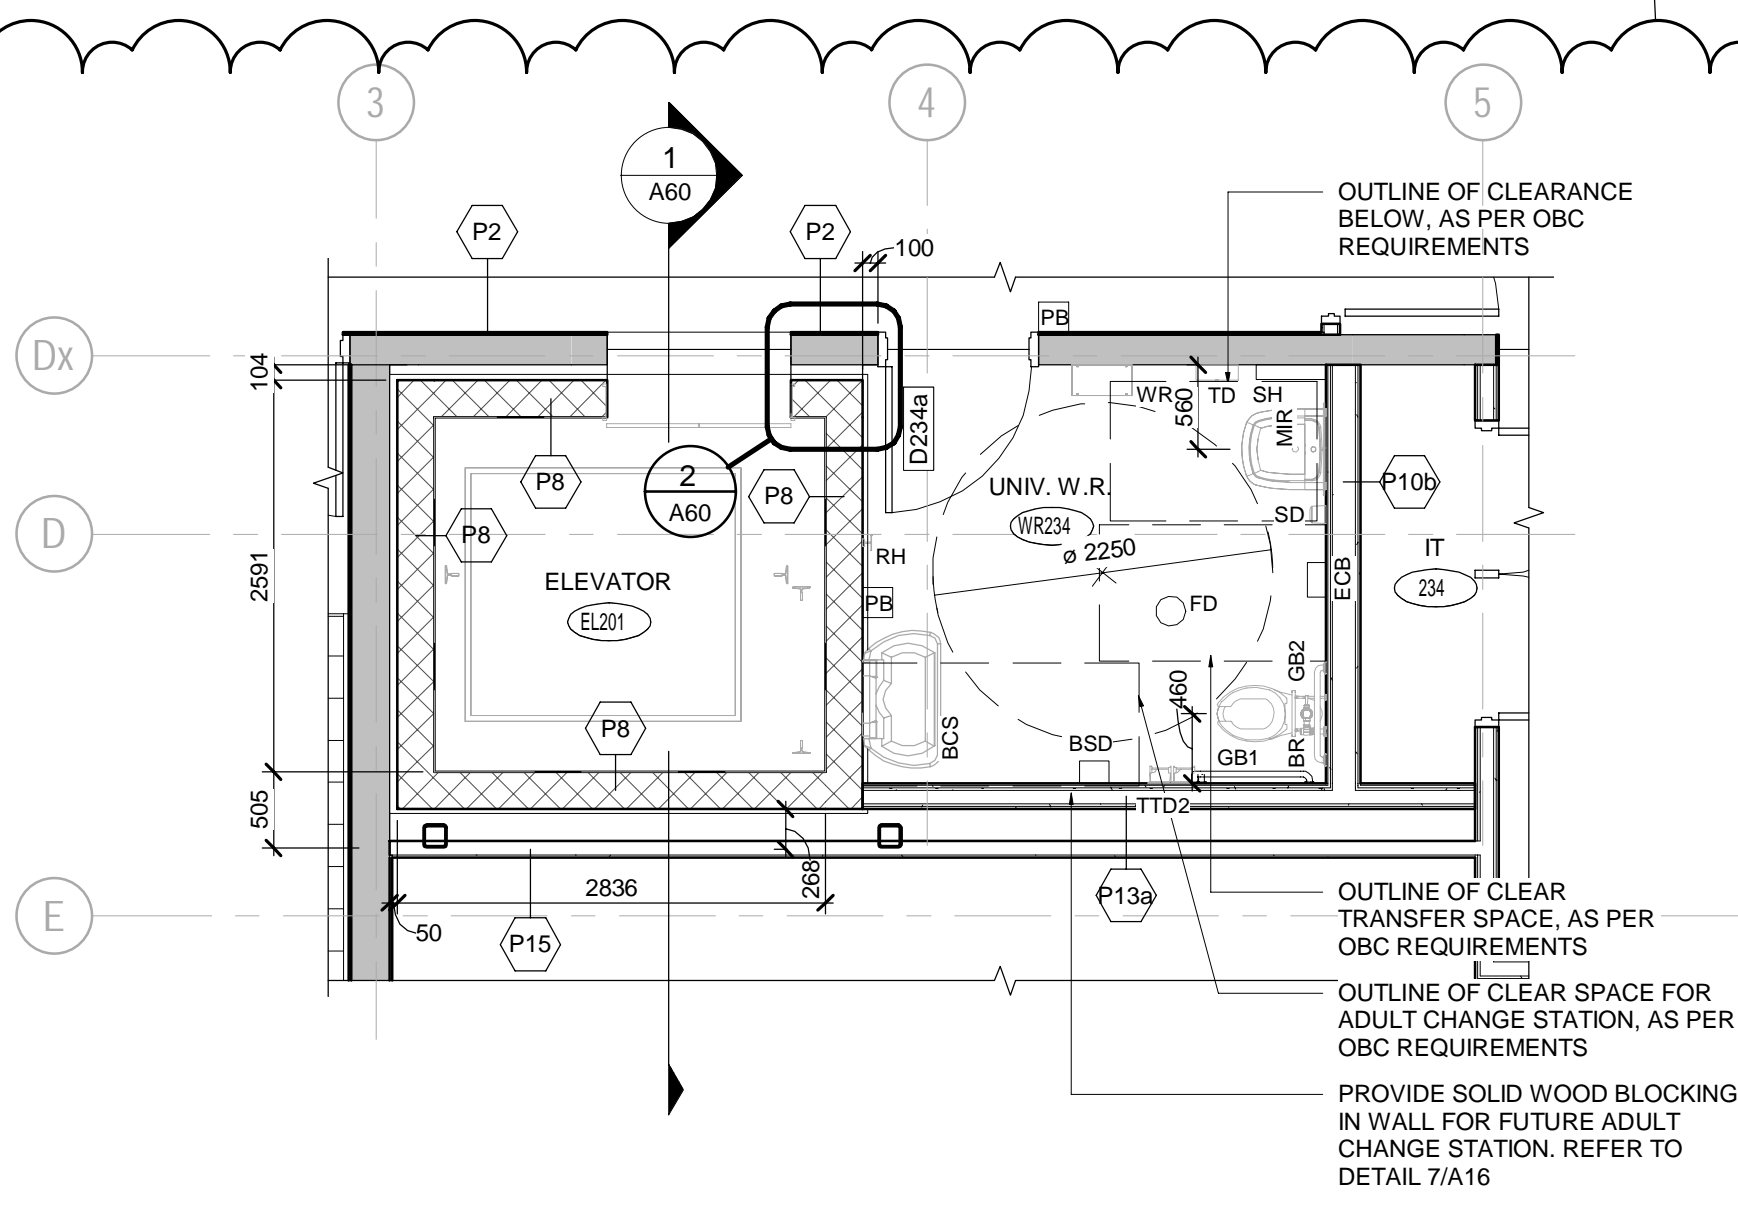 3
4
5
1
A60
OUTLINE OF CLEARANCE
BELOW, AS PER OBC
REQUIREMENTS
P2
P2
100
PB
Dx
104
WR
TD
SH
560
MIR
D234a
2
A60
P8
P8
P10b
UNIV. W.R.
WR234
SD
D
P8
ø 2250
RH
IT
234
ECB
2591
ELEVATOR
EL201
PB
FD
GB2
460
P8
BCS
BSD
GB1
BR
505
TTD2
268
2836
P13a
OUTLINE OF CLEAR
TRANSFER SPACE, AS PER
OBC REQUIREMENTS
E
50
P15
OUTLINE OF CLEAR SPACE FOR
ADULT CHANGE STATION, AS PER
OBC REQUIREMENTS
PROVIDE SOLID WOOD BLOCKING
IN WALL FOR FUTURE ADULT
CHANGE STATION. REFER TO
DETAIL 7/A16